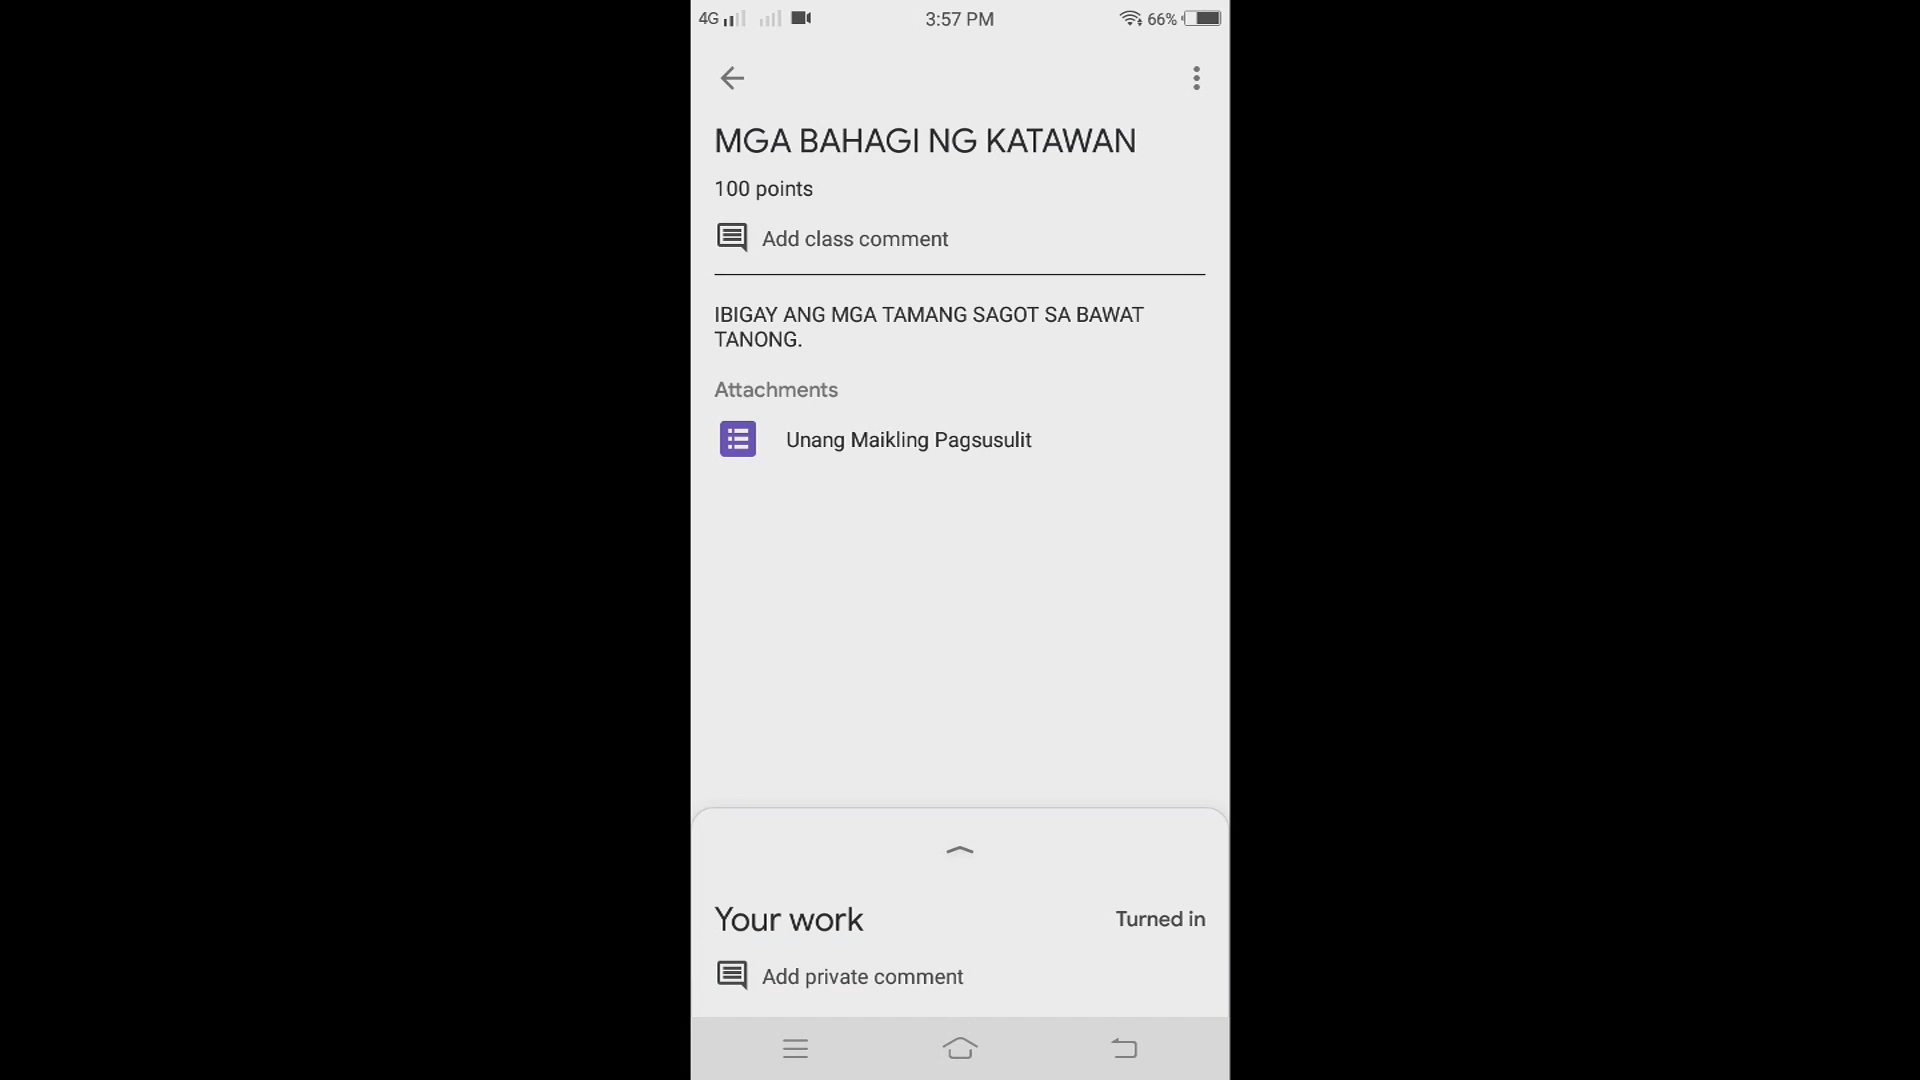 4G 3:57 PM 66%
MGA BAHAGI NG KATAWAN
100 points
Add class comment
IBIGAY ANG MGA TAMANG SAGOT SA BAWAT
TANONG.
Attachments
Unang Maikling Pagsusulit
Your work Turned in
Add private comment